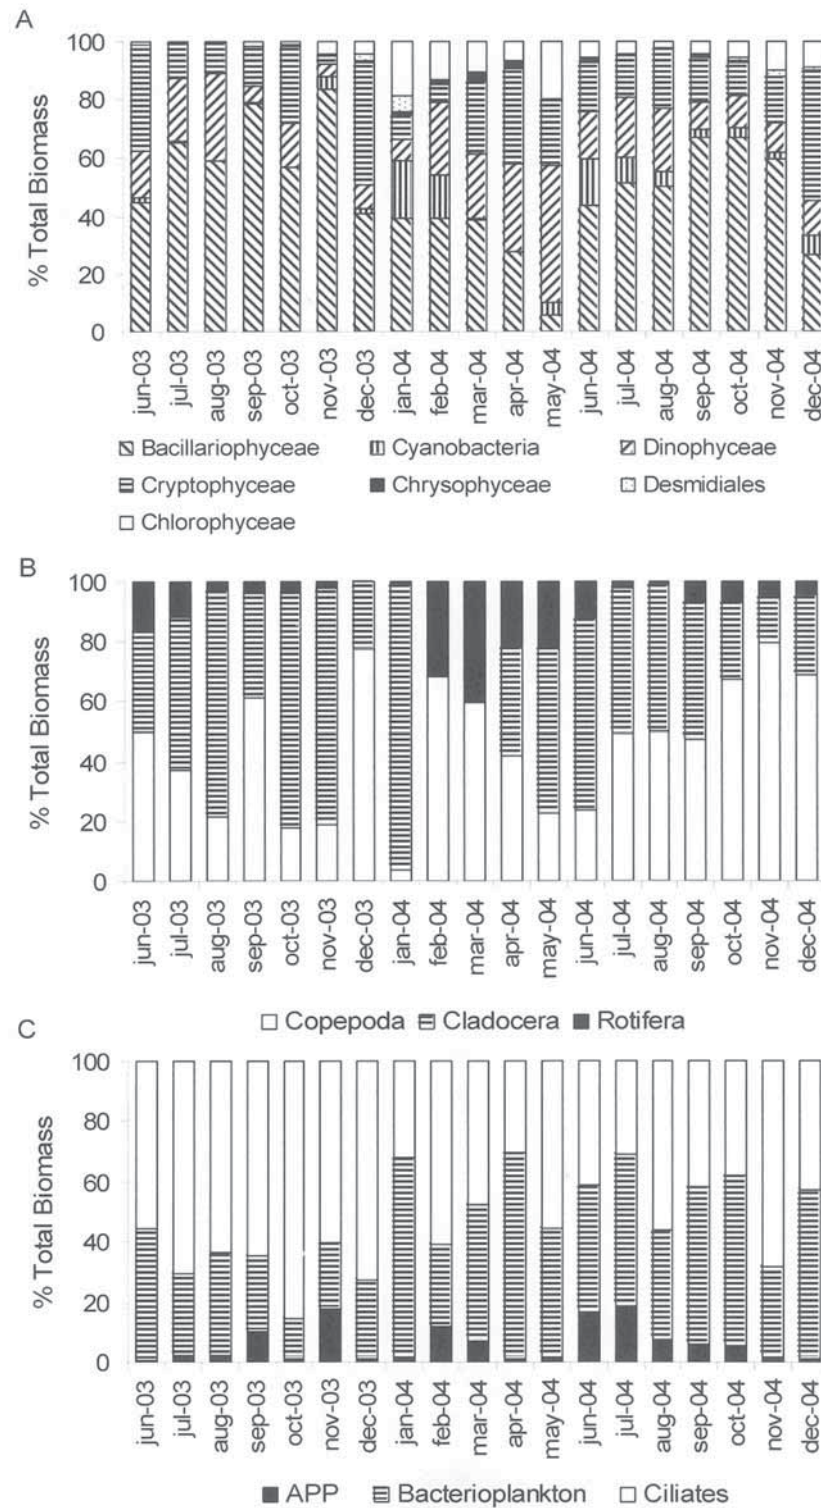 A
% Total Biomass
100
80
60
40
20
0
jun-03 jul-03 aug-03 sep-03 oct-03 nov-03 dec-03 jan-04 feb-04 mar-04 apr-04 may-04 jun-04 jul-04 aug-04 sep-04 oct-04 nov-04 dec-04
Bacillariophyceae Cyanobacteria Dinophyceae
Cryptophyceae Chrysophyceae Desmidiales
Chlorophyceae
B
% Total Biomass
100
80
60
40
20
0
jun-03 jul-03 aug-03 sep-03 oct-03 nov-03 dec-03 jan-04 feb-04 mar-04 apr-04 may-04 jun-04 jul-04 aug-04 sep-04 oct-04 nov-04 dec-04
Copepoda Cladocera Rotifera
C
% Total Biomass
100
80
60
40
20
0
jun-03 jul-03 aug-03 sep-03 oct-03 nov-03 dec-03 jan-04 feb-04 mar-04 apr-04 may-04 jun-04 jul-04 aug-04 sep-04 oct-04 nov-04 dec-04
APP Bacterioplankton Ciliates